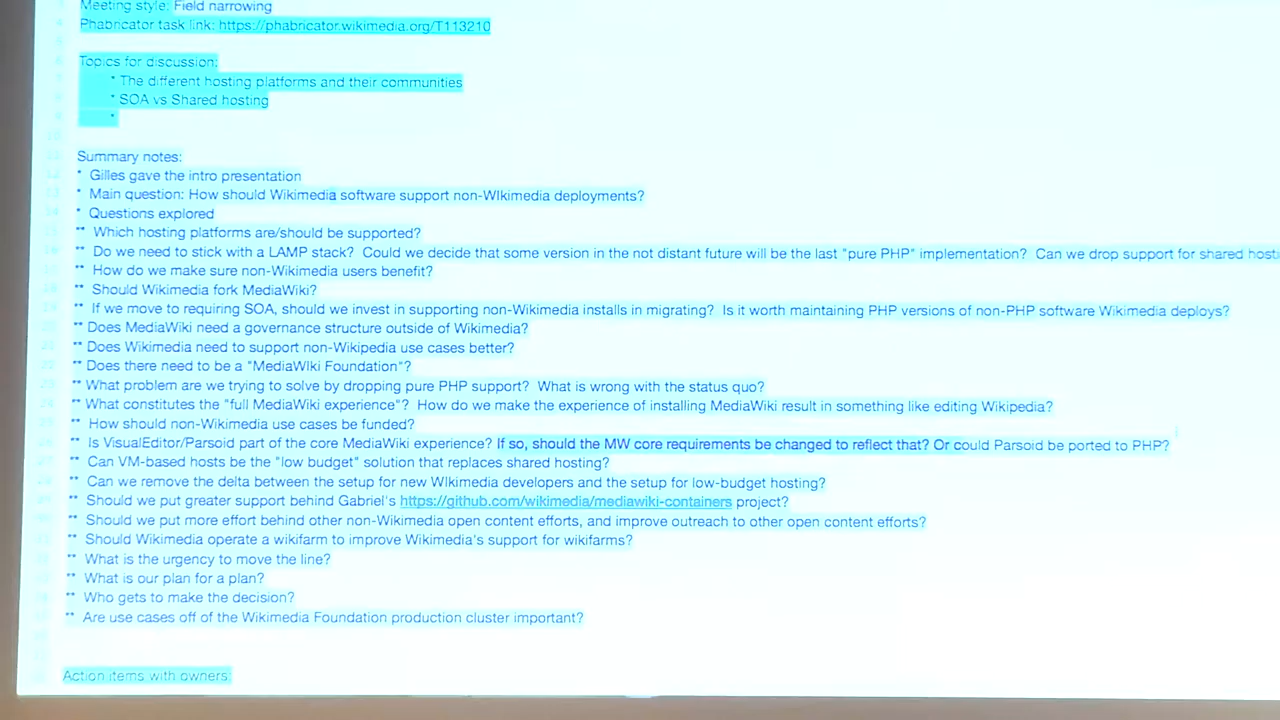 Meeting style: Field narrowing
Phabricator task link: https://phabricator.wikimedia.org/T113210
Topics for discussion:
* The different hosting platforms and their communities
* SOA vs Shared hosting
*
Summary notes:
* Gilles gave the intro presentation
* Main question: How should Wikimedia software support non-WIkimedia deployments?
* Questions explored
** Which hosting platforms are/should be supported?
** Do we need to stick with a LAMP stack?  Could we decide that some version in the not distant future will be the last "pure PHP" implementation?  Can we drop support for shared hosti
** How do we make sure non-Wikimedia users benefit?
** Should Wikimedia fork MediaWiki?
** If we move to requiring SOA, should we invest in supporting non-Wikimedia installs in migrating?  Is it worth maintaining PHP versions of non-PHP software Wikimedia deploys?
** Does MediaWiki need a governance structure outside of Wikimedia?
** Does Wikimedia need to support non-Wikipedia use cases better?
** Does there need to be a "MediaWIki Foundation"?
** What problem are we trying to solve by dropping pure PHP support?  What is wrong with the status quo?
** What constitutes the "full MediaWiki experience"?  How do we make the experience of installing MediaWiki result in something like editing Wikipedia?
** How should non-Wikimedia use cases be funded?
** Is VisualEditor/Parsoid part of the core MediaWiki experience? If so, should the MW core requirements be changed to reflect that? Or could Parsoid be ported to PHP?
** Can VM-based hosts be the "low budget" solution that replaces shared hosting?
** Can we remove the delta between the setup for new WIkimedia developers and the setup for low-budget hosting?
** Should we put greater support behind Gabriel's https://github.com/wikimedia/mediawiki-containers project?
** Should we put more effort behind other non-Wikimedia open content efforts, and improve outreach to other open content efforts?
** Should Wikimedia operate a wikifarm to improve Wikimedia's support for wikifarms?
** What is the urgency to move the line?
** What is our plan for a plan?
** Who gets to make the decision?
** Are use cases off of the Wikimedia Foundation production cluster important?
Action items with owners: